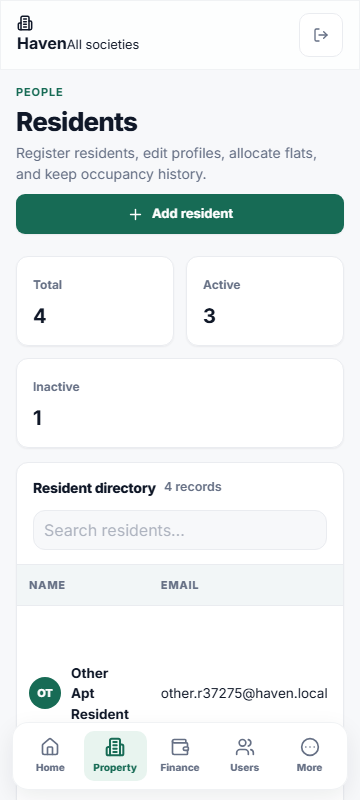 HavenAll societies
PEOPLE
Residents
Register residents, edit profiles, allocate flats,
and keep occupancy history.
Add resident
Total
4
Active
3
Inactive
1
Resident directory 4 records
Search residents...
NAME EMAIL
OT
Other
Apt
Resident
other.r37275@haven.local
Home Property Finance Users More